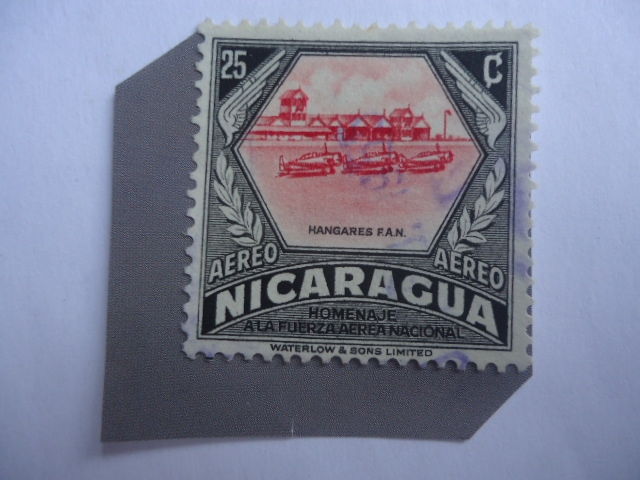 25 ₵
HANGARES F.A.N.
AEREO AEREO
NICARAGUA
HOMENAJE
A LA FUERZA AEREA NACIONAL
WATERLOW & SONS LIMITED